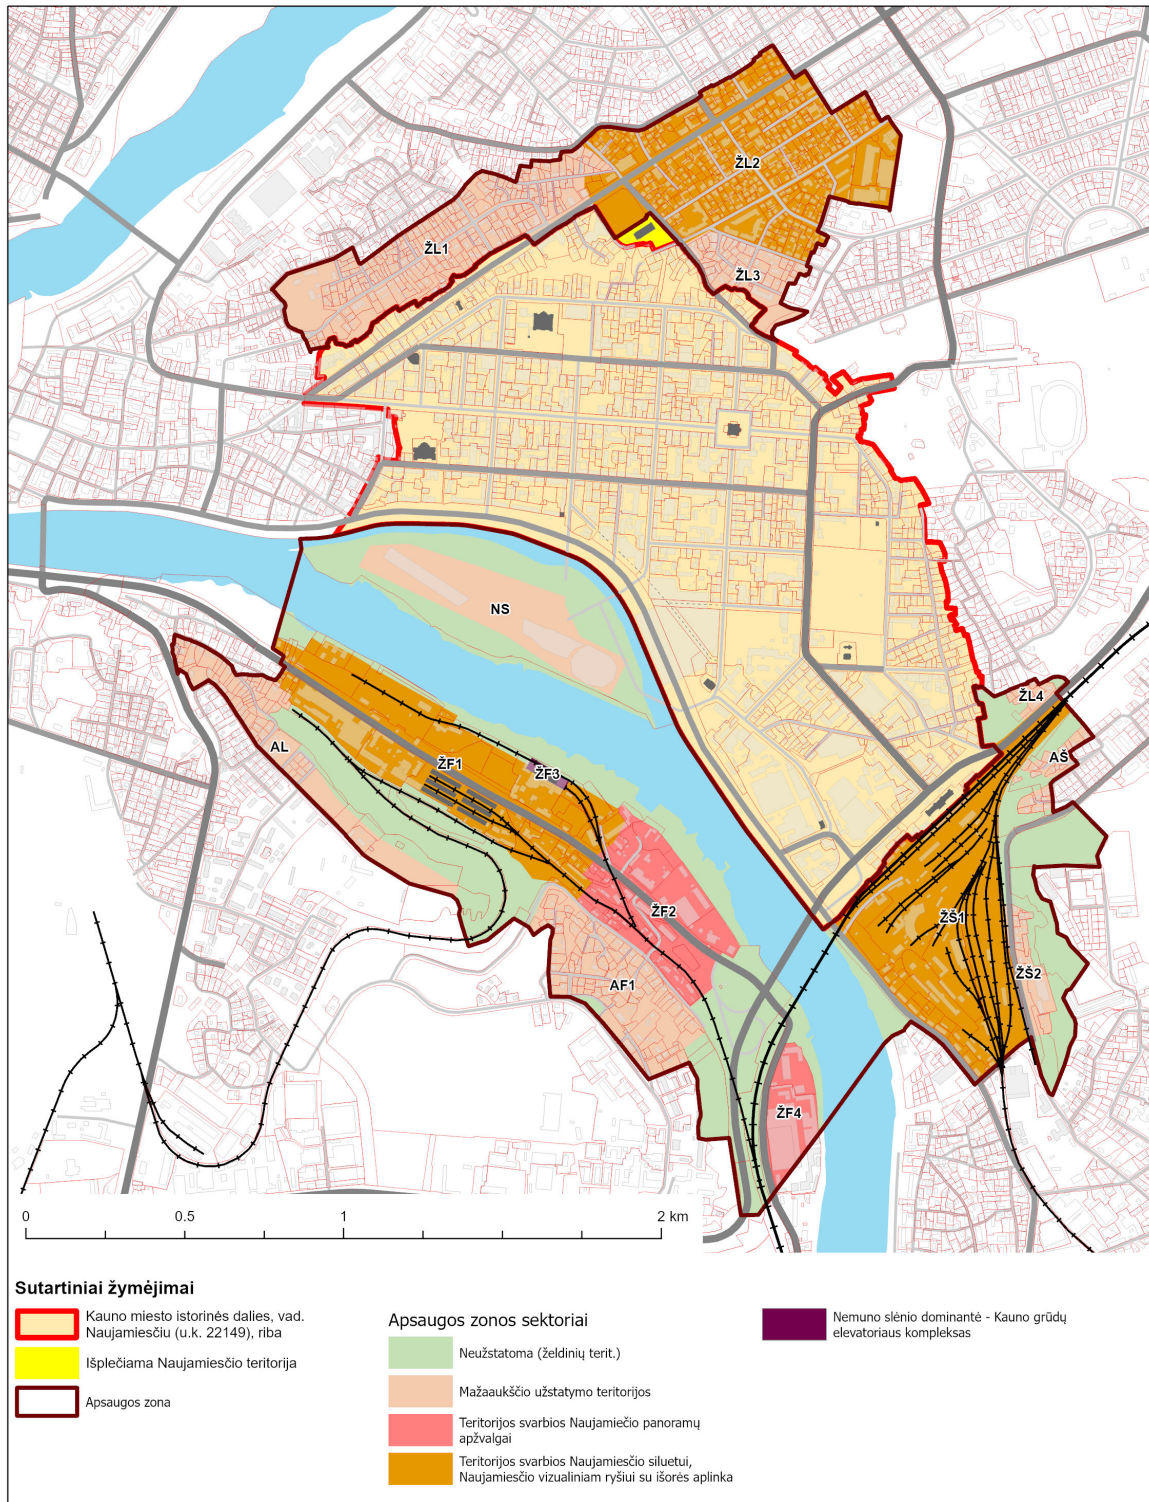 ŽL2
ŽL1
ŽL3
NS
ŽL4
AŠ
AL
ŽF1
ŽF3
ŽF2
ŽŠ1
ŽŠ2
AF1
ŽF4
0 0.5 1 2 km
Sutartiniai žymėjimai
Kauno miesto istorinės dalies, vad.
Naujamiesčiu (u.k. 22149), riba
Išplečiama Naujamiesčio teritorija
Apsaugos zona
Apsaugos zonos sektoriai
Neužstatoma (želdinių terit.)
Mažaaukščio užstatymo teritorijos
Teritorijos svarbios Naujamiečio panoramų
apžvalgai
Teritorijos svarbios Naujamiesčio siluetui,
Naujamiesčio vizualiniam ryšiui su išorės aplinka
Nemuno slėnio dominantė - Kauno grūdų
elevatoriaus kompleksas